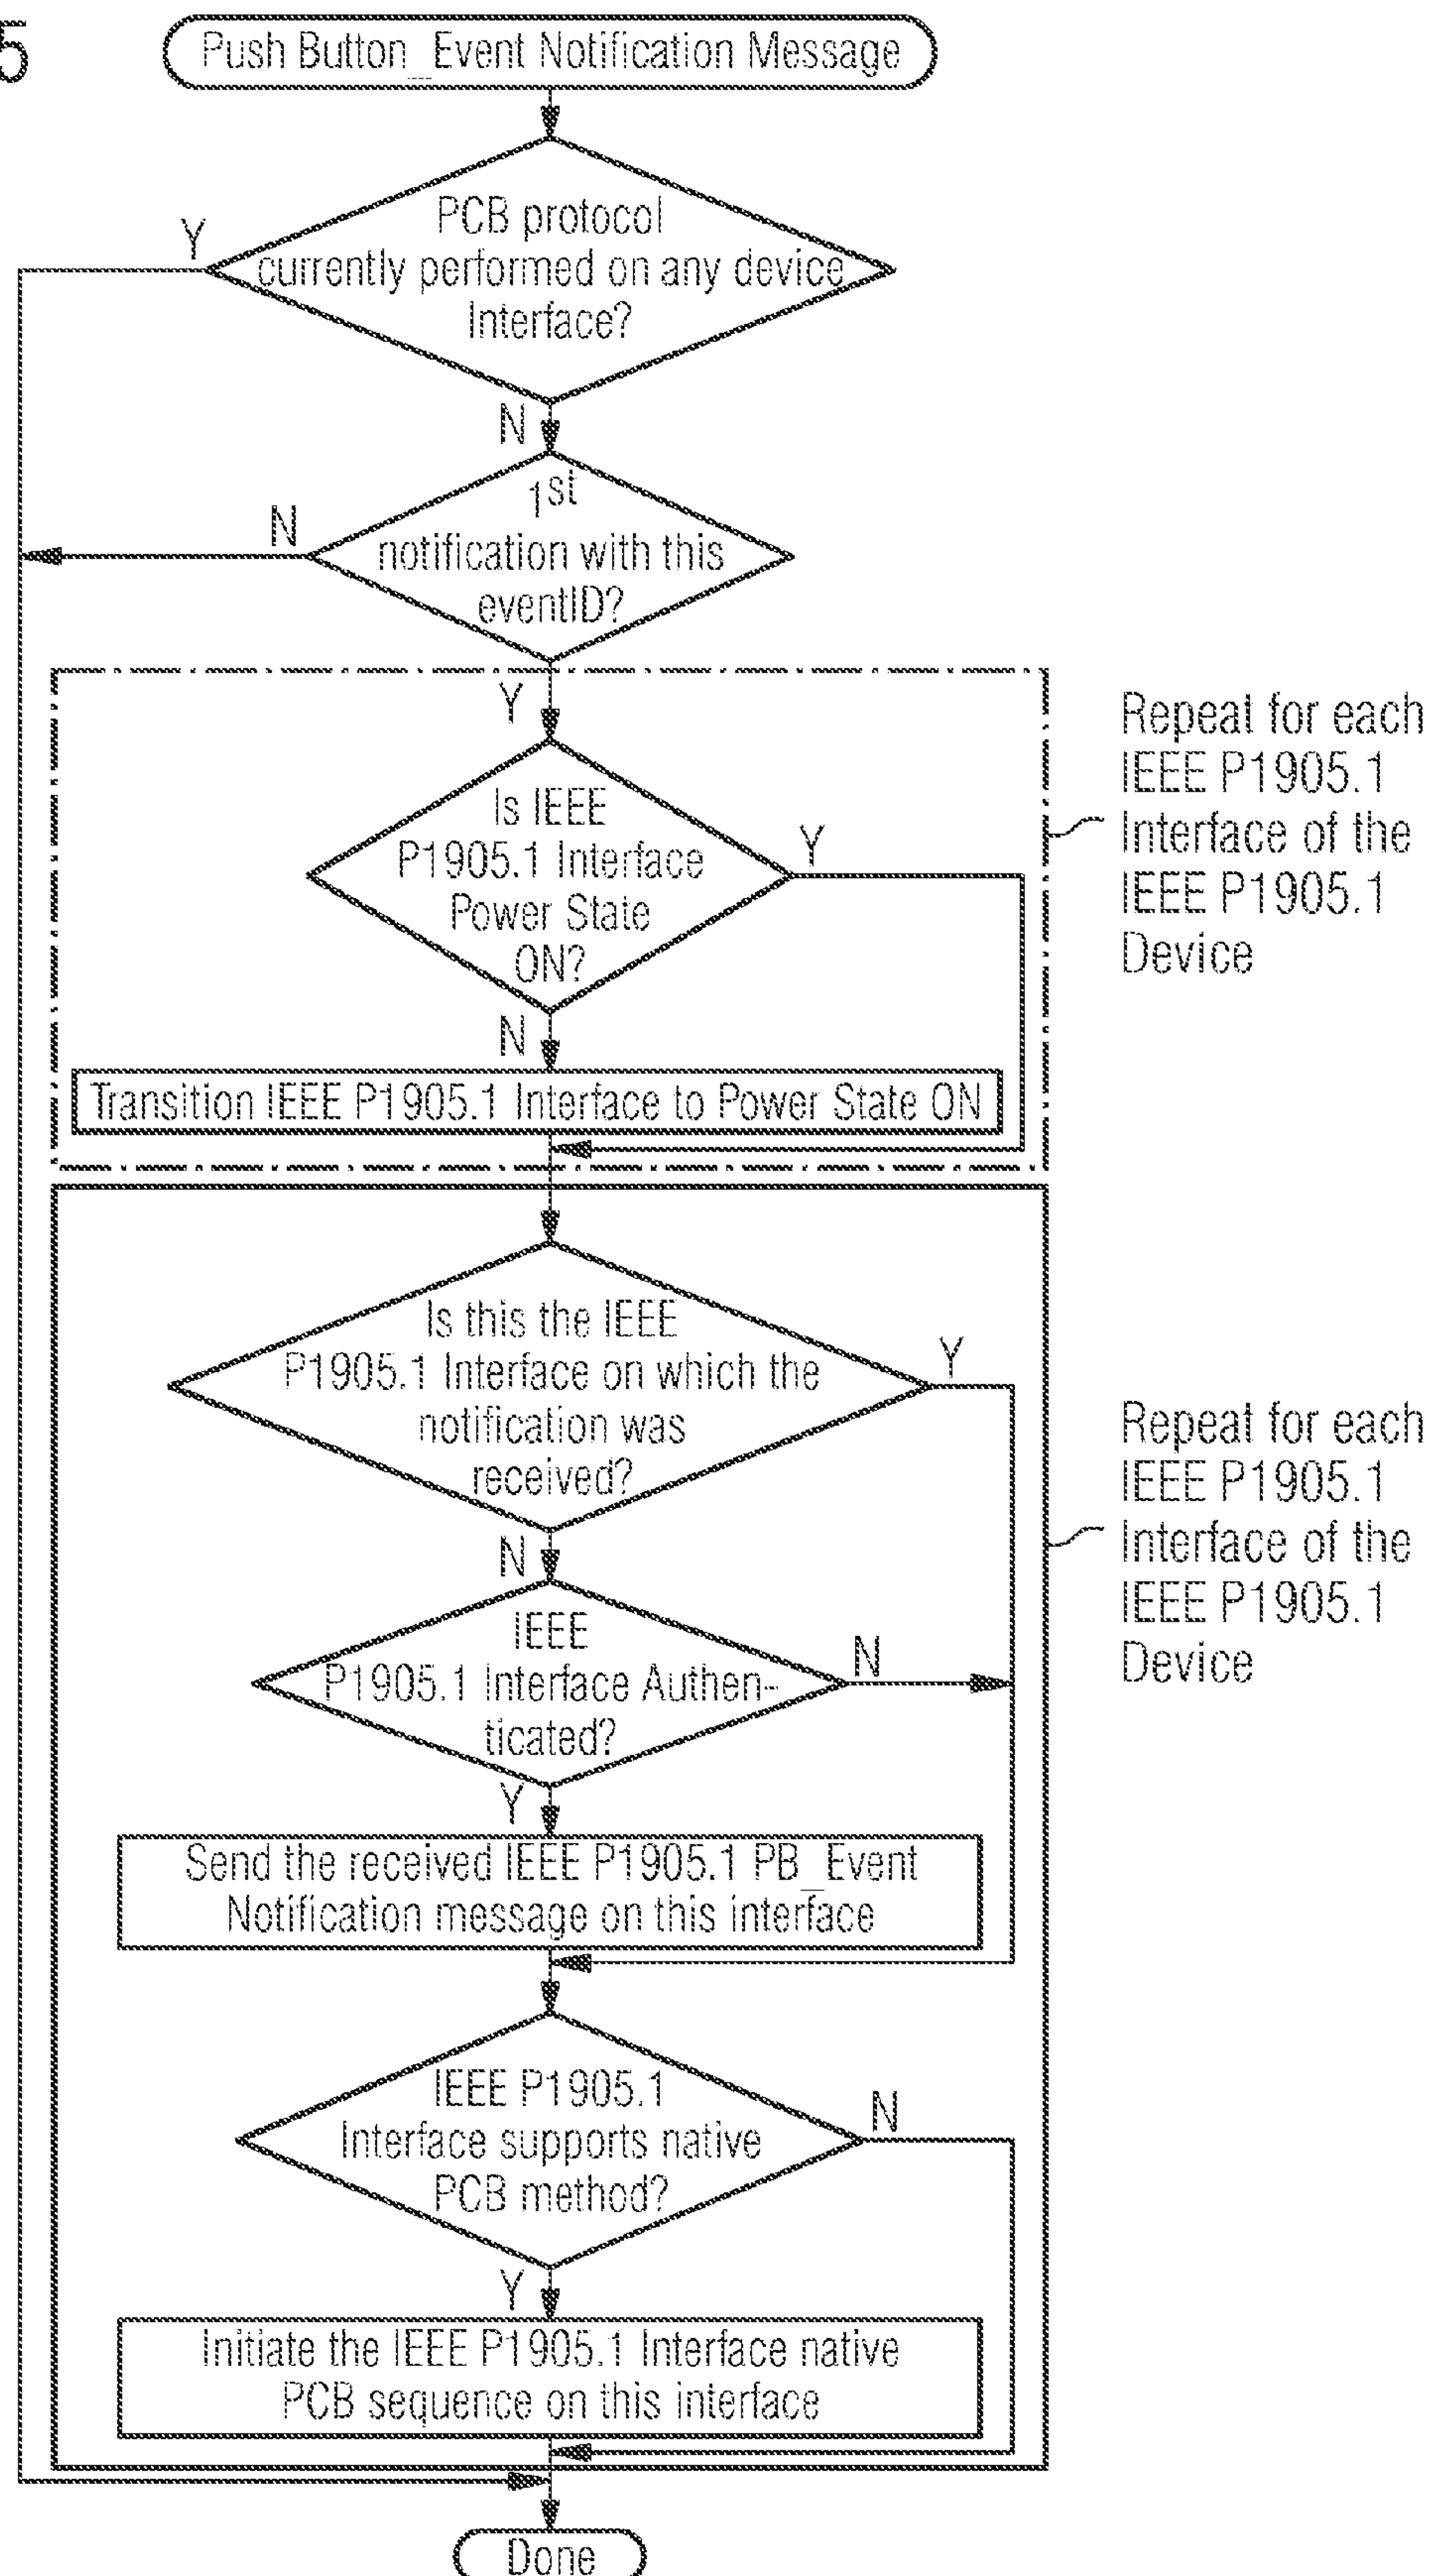 5
Push Button_Event Notification Message
PCB protocol
currently performed on any device
Interface?
Y
N
1st
notification with this
eventID?
N
Y
Is IEEE
P1905.1 Interface
Power State
ON?
Y
N
Transition IEEE P1905.1 Interface to Power State ON
Repeat for each
IEEE P1905.1
Interface of the
IEEE P1905.1
Device
Is this the IEEE
P1905.1 Interface on which the
notification was
received?
Y
N
IEEE
P1905.1 Interface Authen-
ticated?
N
Y
Send the received IEEE P1905.1 PB_Event
Notification message on this interface
Repeat for each
IEEE P1905.1
Interface of the
IEEE P1905.1
Device
IEEE P1905.1
Interface supports native
PCB method?
N
Y
Initiate the IEEE P1905.1 Interface native
PCB sequence on this interface
Done